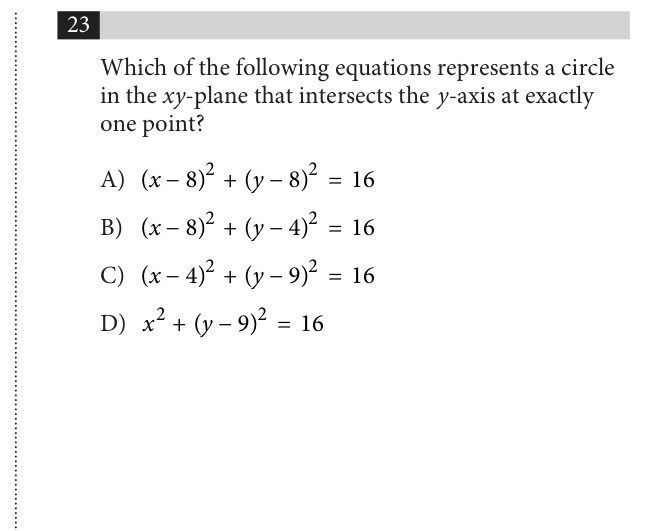 23
Which of the following equations represents a circle
in the xy-plane that intersects the y-axis at exactly
one point?
A) (x – 8)² + (y – 8)² = 16
B) (x – 8)² + (y – 4)² = 16
C) (x – 4)² + (y – 9)² = 16
D) x² + (y – 9)² = 16